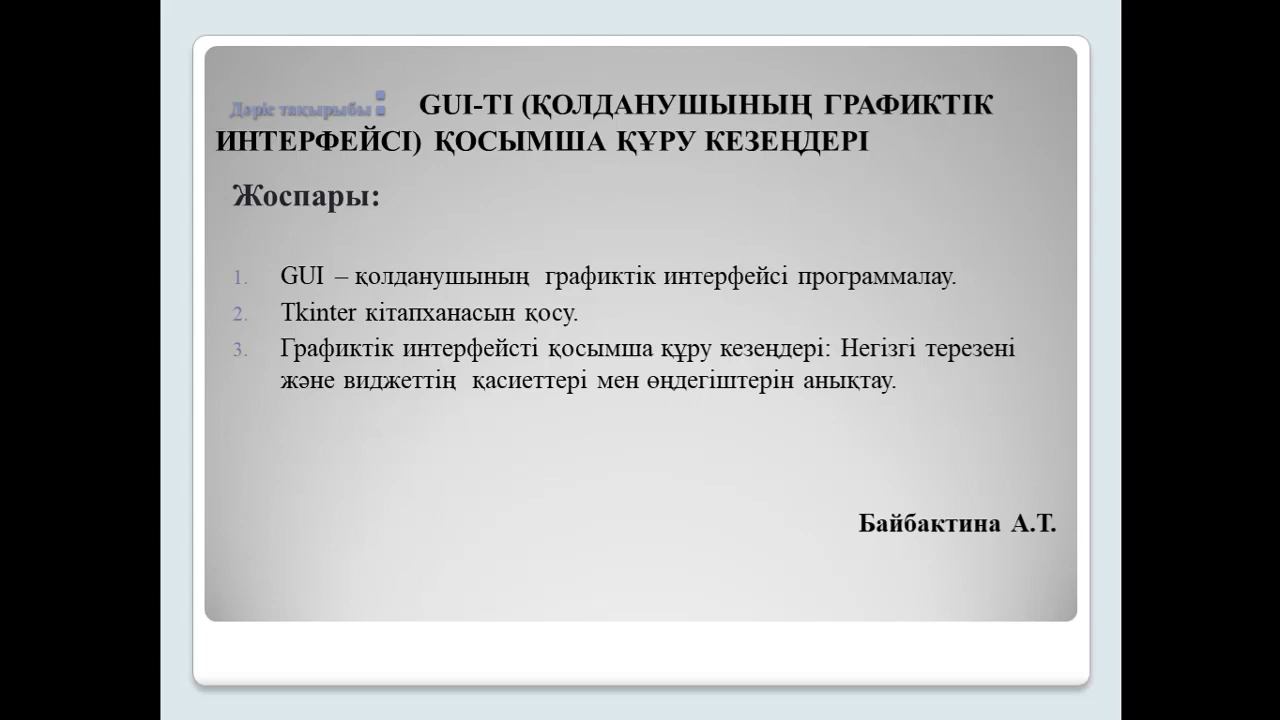 Дәріс тақырыбы: GUI-ТІ (ҚОЛДАНУШЫНЫҢ ГРАФИКТІК
ИНТЕРФЕЙСІ) ҚОСЫМША ҚҰРУ КЕЗЕҢДЕРІ
Жоспары:
1. GUI – қолданушының графиктік интерфейсі программалау.
2. Tkinter кітапханасын қосу.
3. Графиктік интерфейсті қосымша құру кезеңдері: Негізгі терезені
және виджеттің қасиеттері мен өңдегіштерін анықтау.
Байбактина А.Т.